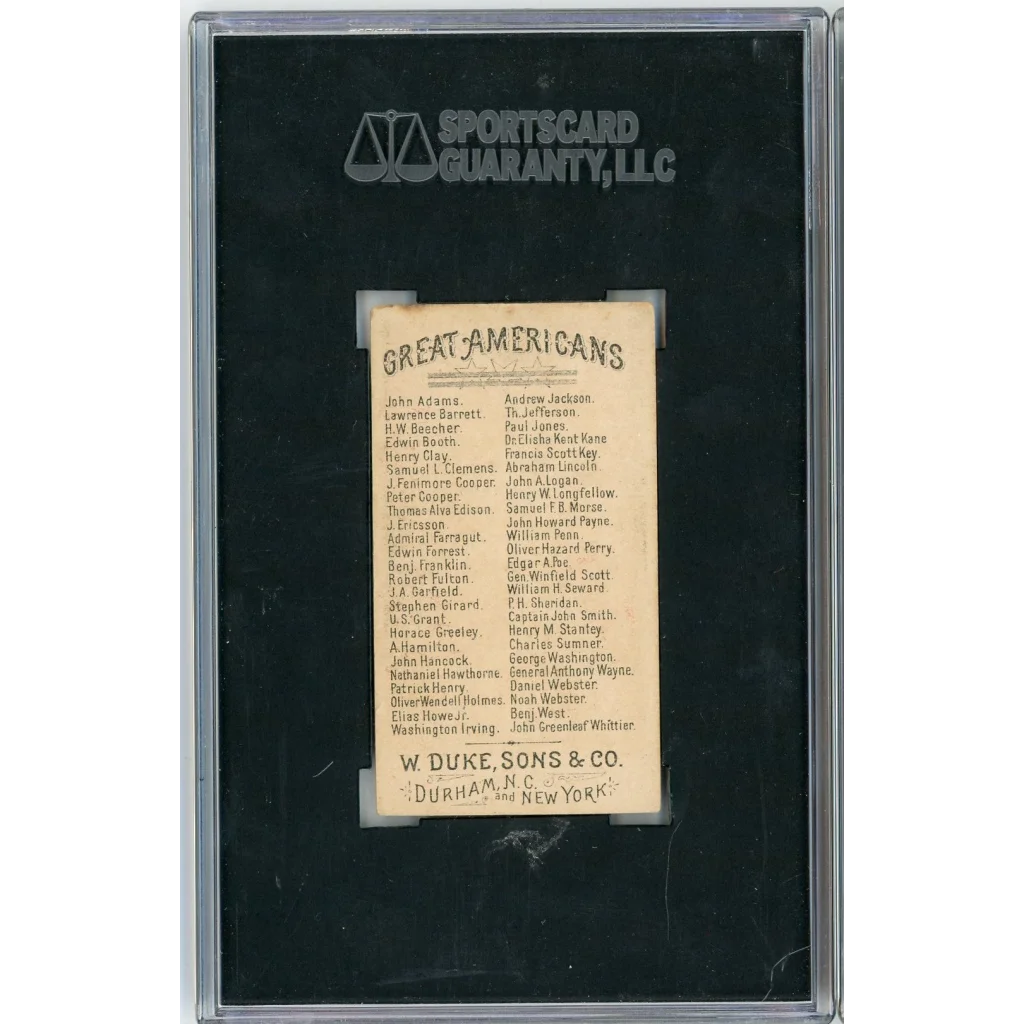 SPORTSCARD
GUARANTY, LLC
GREAT AMERICANS
John Adams.
Lawrence Barrett.
H.W. Beecher.
Edwin Booth.
Henry Clay.
Samuel L. Clemens.
J. Fenimore Cooper.
Peter Cooper.
Thomas Alva Edison.
J. Ericsson
Admiral Farragut.
Edwin Forrest.
Benj. Franklin.
Robert Fulton.
J.A. Garfield.
Stephen Girard.
U.S. Grant.
Horace Greeley.
A. Hamilton.
John Hancock.
Nathaniel Hawthorne.
Patrick Henry.
Oliver Wendell Holmes.
Elias Howe Jr.
Washington Irving.
Andrew Jackson.
Th. Jefferson.
Paul Jones.
Dr. Elisha Kent Kane
Francis Scott Key.
Abraham Lincoln.
John A. Logan.
Henry W. Longfellow.
Samuel F. B. Morse.
John Howard Payne.
William Penn.
Oliver Hazard Perry.
Edgar A. Poe.
Gen. Winfield Scott.
William H. Seward.
P. H. Sheridan.
Captain John Smith.
Henry M. Stanley.
Charles Sumner.
George Washington.
General Anthony Wayne.
Daniel Webster.
Noah Webster.
Benj. West.
John Greenleaf Whittier.
W. DUKE, SONS & CO.
DURHAM, N.C.
and NEW YORK